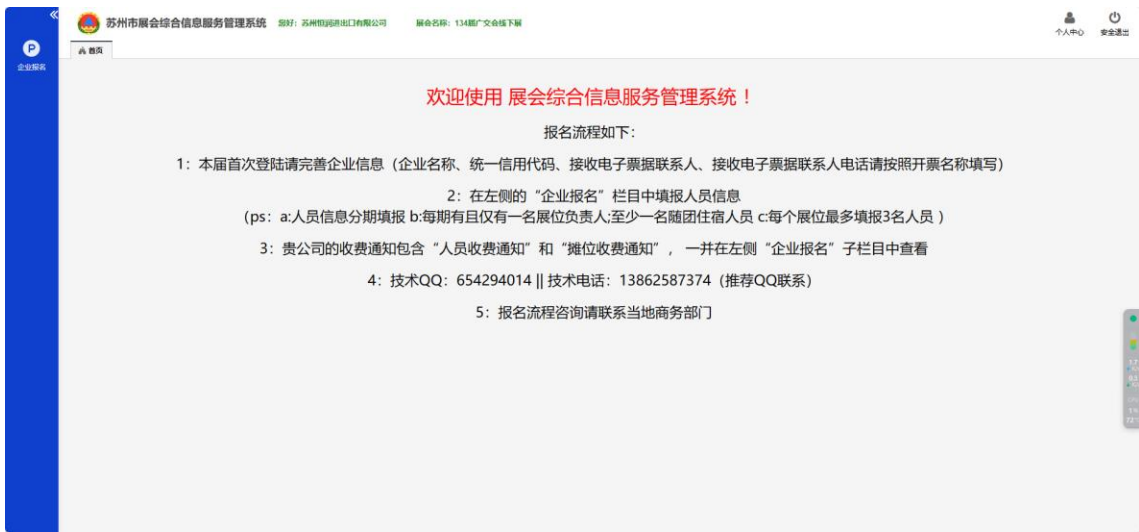 苏州市展会综合信息服务管理系统 您好：苏州恒润进出口有限公司 展会名称：134届广交会线下展
个人中心 安全退出
首页
企业报名
欢迎使用 展会综合信息服务管理系统！
报名流程如下：
1：本届首次登陆请完善企业信息（企业名称、统一信用代码、接收电子票据联系人、接收电子票据联系人电话请按照开票名称填写）
2：在左侧的“企业报名”栏目中填报人员信息
（ps：a:人员信息分期填报 b:每期有且仅有一名展位负责人;至少一名随团住宿人员 c:每个展位最多填报3名人员 ）
3：贵公司的收费通知包含“人员收费通知”和“摊位收费通知”，一并在左侧“企业报名”子栏目中查看
4：技术QQ：654294014 || 技术电话：13862587374（推荐QQ联系）
5：报名流程咨询请联系当地商务部门